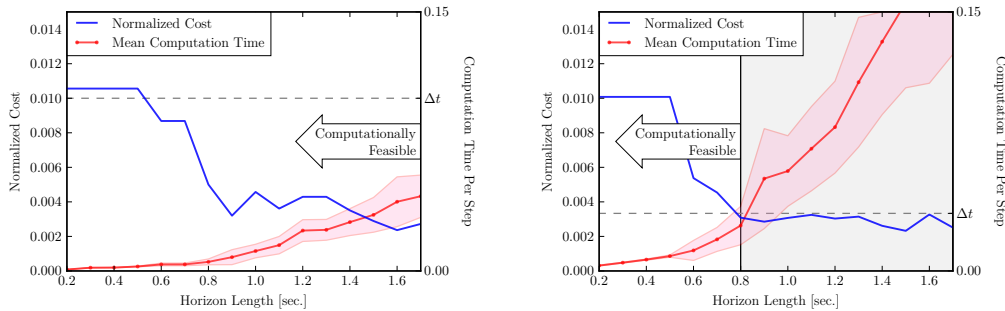 Normalized Cost
Mean Computation Time
0.014
0.012
0.010
0.008
0.006
0.004
0.002
0.000
Normalized Cost
0.15
Δt
0.00
Computation Time Per Step
Computationally
Feasible
0.2 0.4 0.6 0.8 1.0 1.2 1.4 1.6
Horizon Length [sec.]
Normalized Cost
Mean Computation Time
0.014
0.012
0.010
0.008
0.006
0.004
0.002
0.000
Normalized Cost
0.15
Δt
0.00
Computation Time Per Step
Computationally
Feasible
0.2 0.4 0.6 0.8 1.0 1.2 1.4 1.6
Horizon Length [sec.]